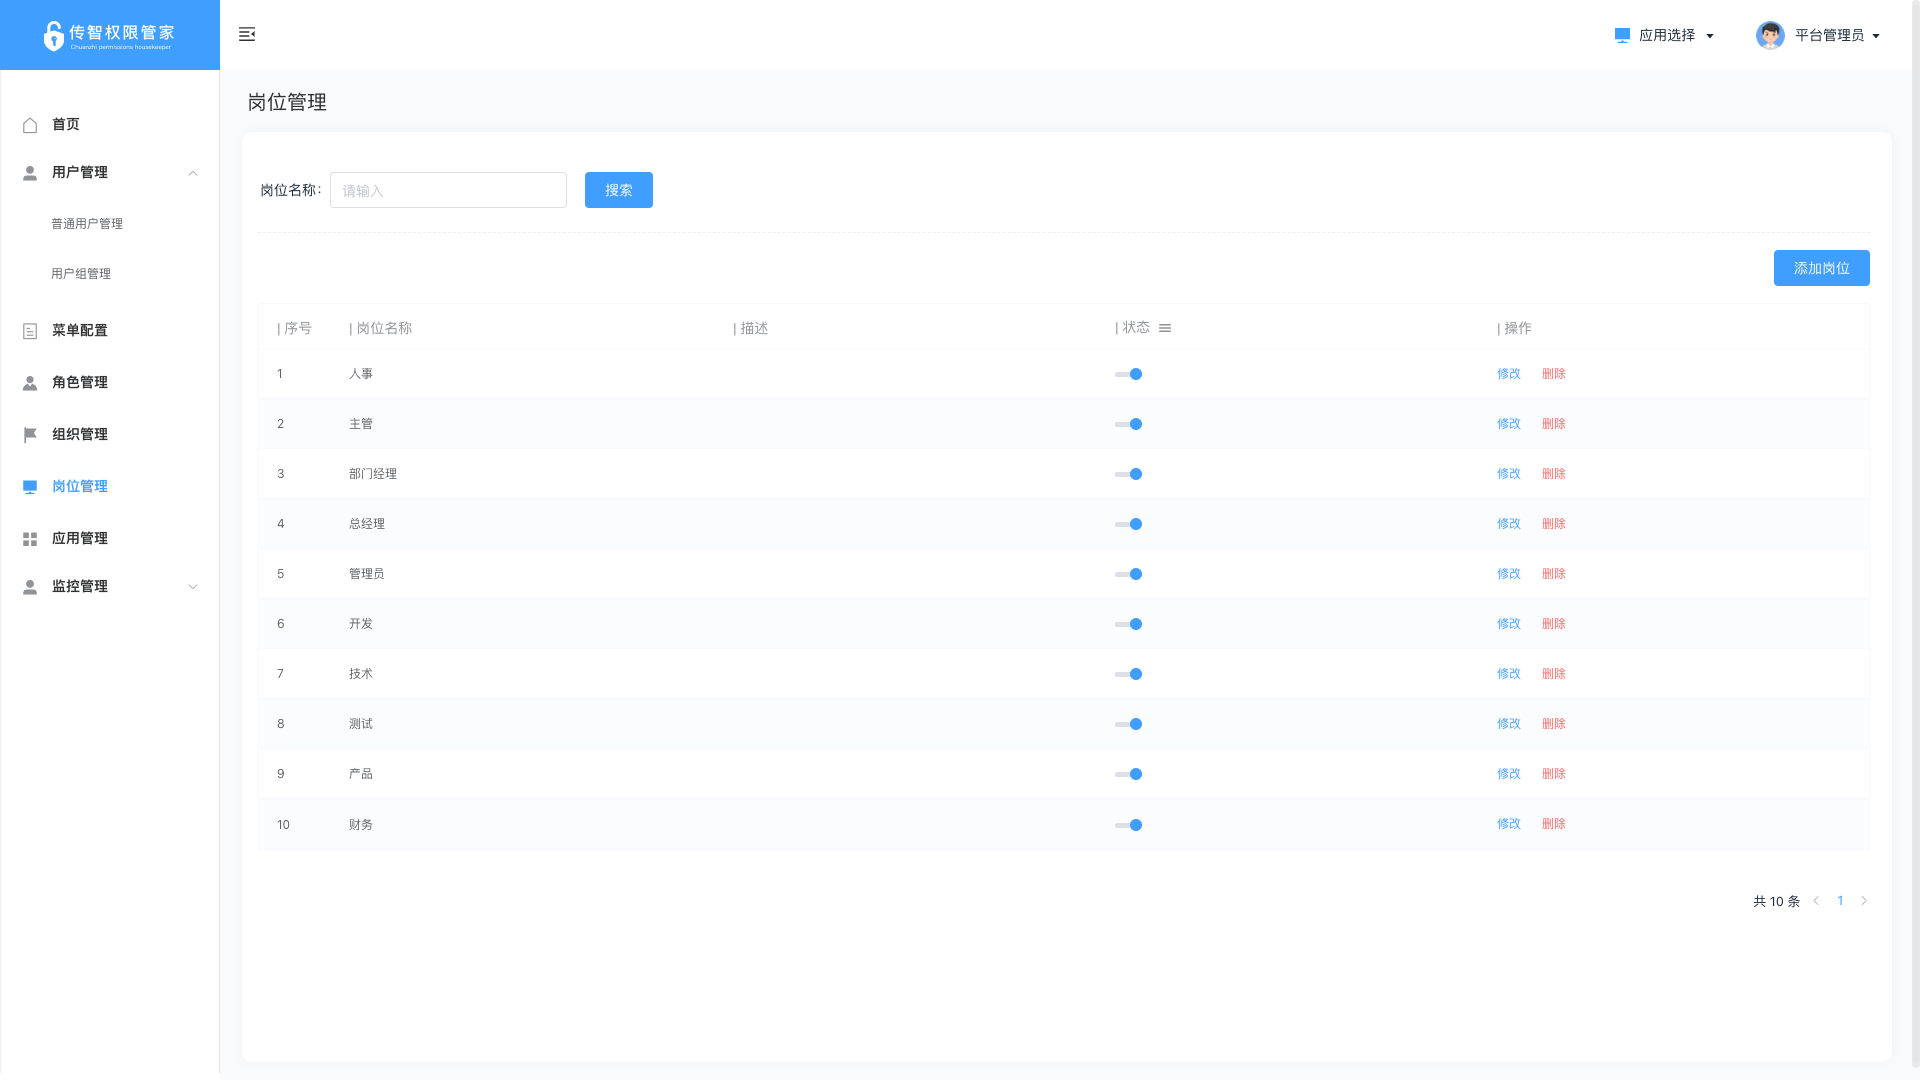 传智权限管家
Chuanzhi permissions housekeeper
应用选择
平台管理员
首页
用户管理
普通用户管理
用户组管理
菜单配置
角色管理
组织管理
岗位管理
应用管理
监控管理
岗位管理
岗位名称: 请输入 搜索
添加岗位
| 序号 | 岗位名称 | 描述 | 状态 | 操作
1 人事 修改 删除
2 主管 修改 删除
3 部门经理 修改 删除
4 总经理 修改 删除
5 管理员 修改 删除
6 开发 修改 删除
7 技术 修改 删除
8 测试 修改 删除
9 产品 修改 删除
10 财务 修改 删除
共 10 条 1